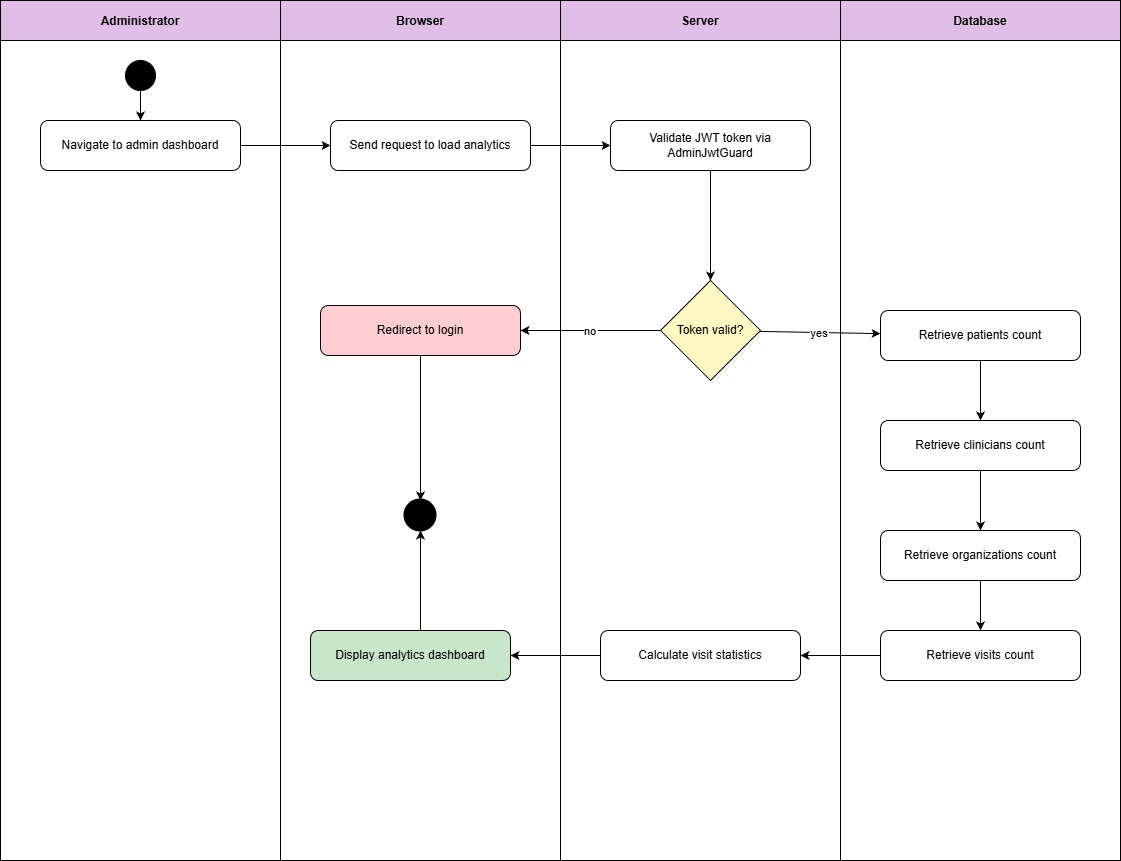 Administrator
Browser
Server
Database
Navigate to admin dashboard
Send request to load analytics
Validate JWT token via
AdminJwtGuard
Redirect to login
no
Token valid?
yes
Retrieve patients count
Retrieve clinicians count
Retrieve organizations count
Display analytics dashboard
Calculate visit statistics
Retrieve visits count